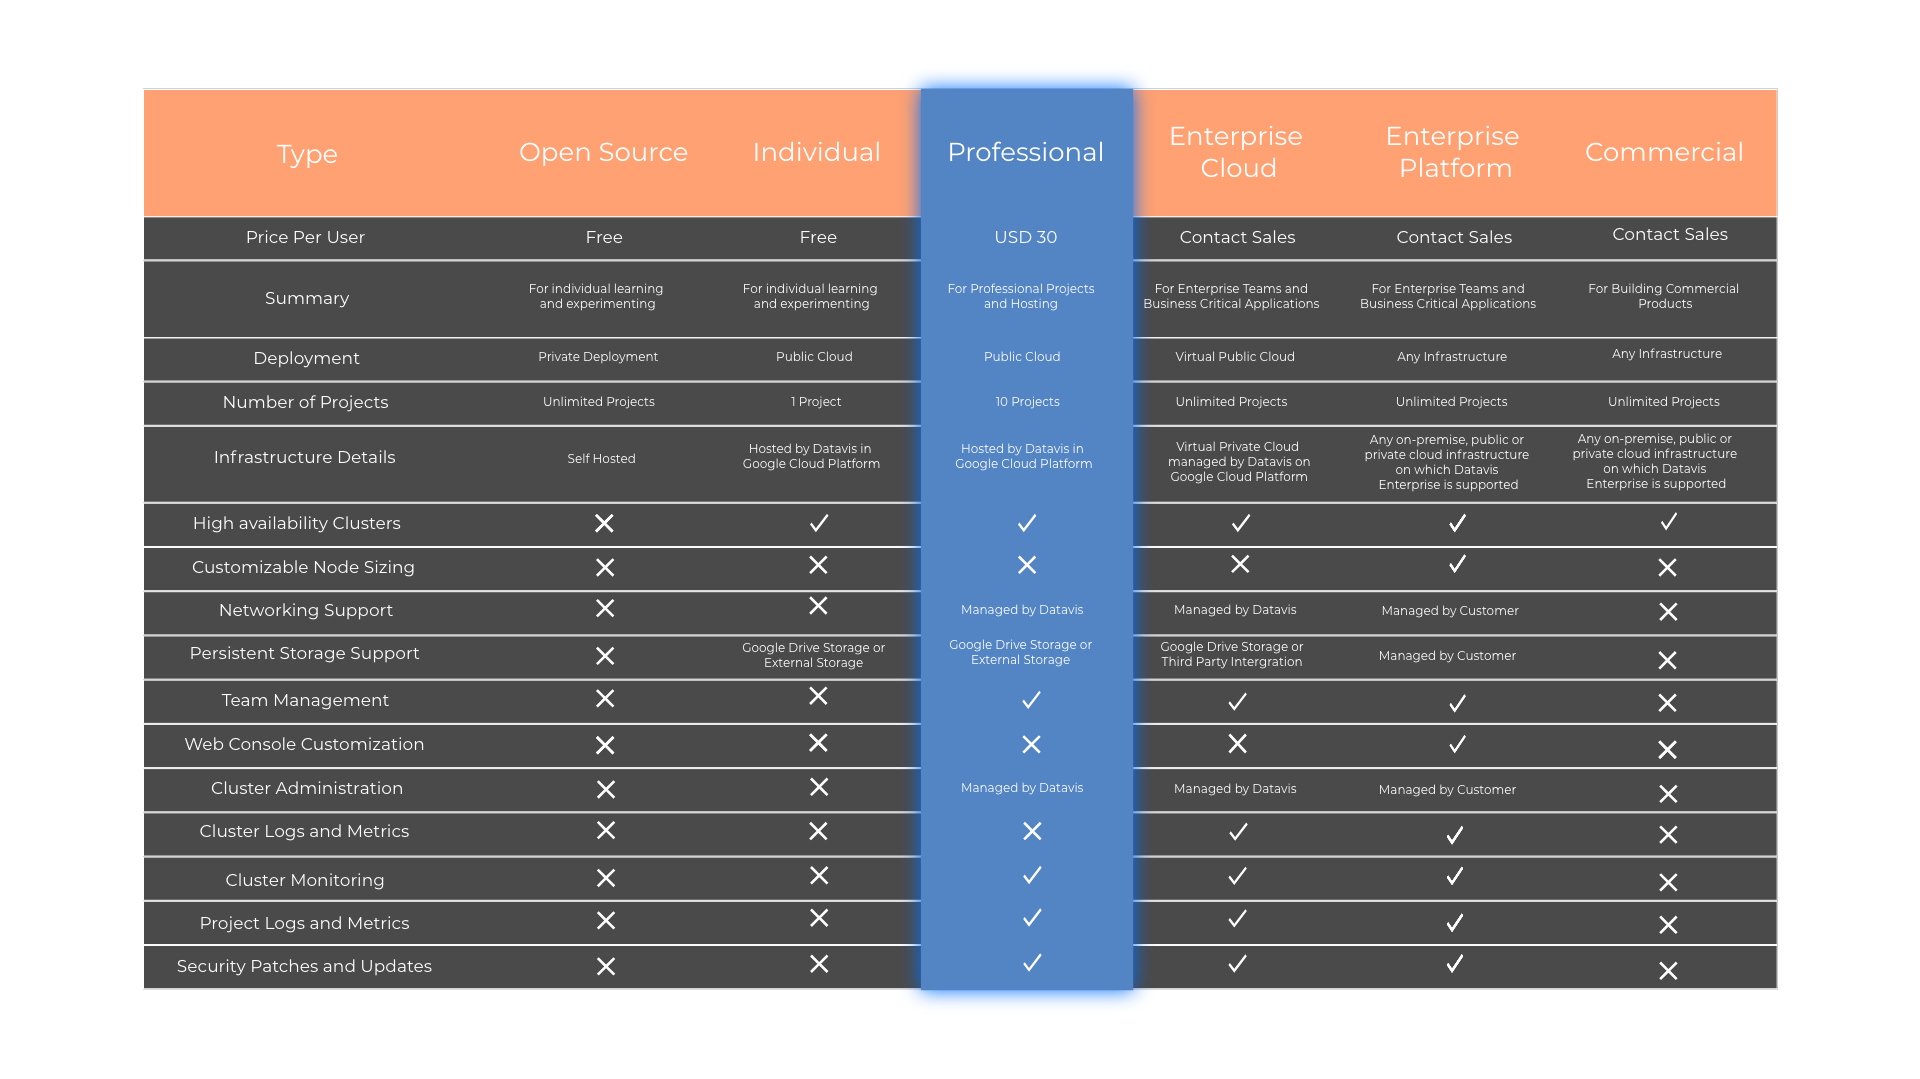 Type
Open Source
Individual
Professional
Enterprise
Cloud
Enterprise
Platform
Commercial
Price Per User
Free
Free
USD 30
Contact Sales
Contact Sales
Contact Sales
Summary
For individual learning
and experimenting
For individual learning
and experimenting
For Professional Projects
and Hosting
For Enterprise Teams and
Business Critical Applications
For Enterprise Teams and
Business Critical Applications
For Building Commercial
Products
Deployment
Private Deployment
Public Cloud
Public Cloud
Virtual Public Cloud
Any Infrastructure
Any Infrastructure
Number of Projects
Unlimited Projects
1 Project
10 Projects
Unlimited Projects
Unlimited Projects
Unlimited Projects
Infrastructure Details
Self Hosted
Hosted by Datavis in
Google Cloud Platform
Hosted by Datavis in
Google Cloud Platform
Virtual Private Cloud
managed by Datavis on
Google Cloud Platform
Any on-premise, public or
private cloud infrastructure
on which Datavis
Enterprise is supported
Any on-premise, public or
private cloud infrastructure
on which Datavis
Enterprise is supported
High availability Clusters
Customizable Node Sizing
Networking Support
Managed by Datavis
Managed by Datavis
Managed by Customer
Persistent Storage Support
Google Drive Storage or
External Storage
Google Drive Storage or
External Storage
Google Drive Storage or
Third Party Intergration
Managed by Customer
Team Management
Web Console Customization
Cluster Administration
Managed by Datavis
Managed by Datavis
Managed by Customer
Cluster Logs and Metrics
Cluster Monitoring
Project Logs and Metrics
Security Patches and Updates